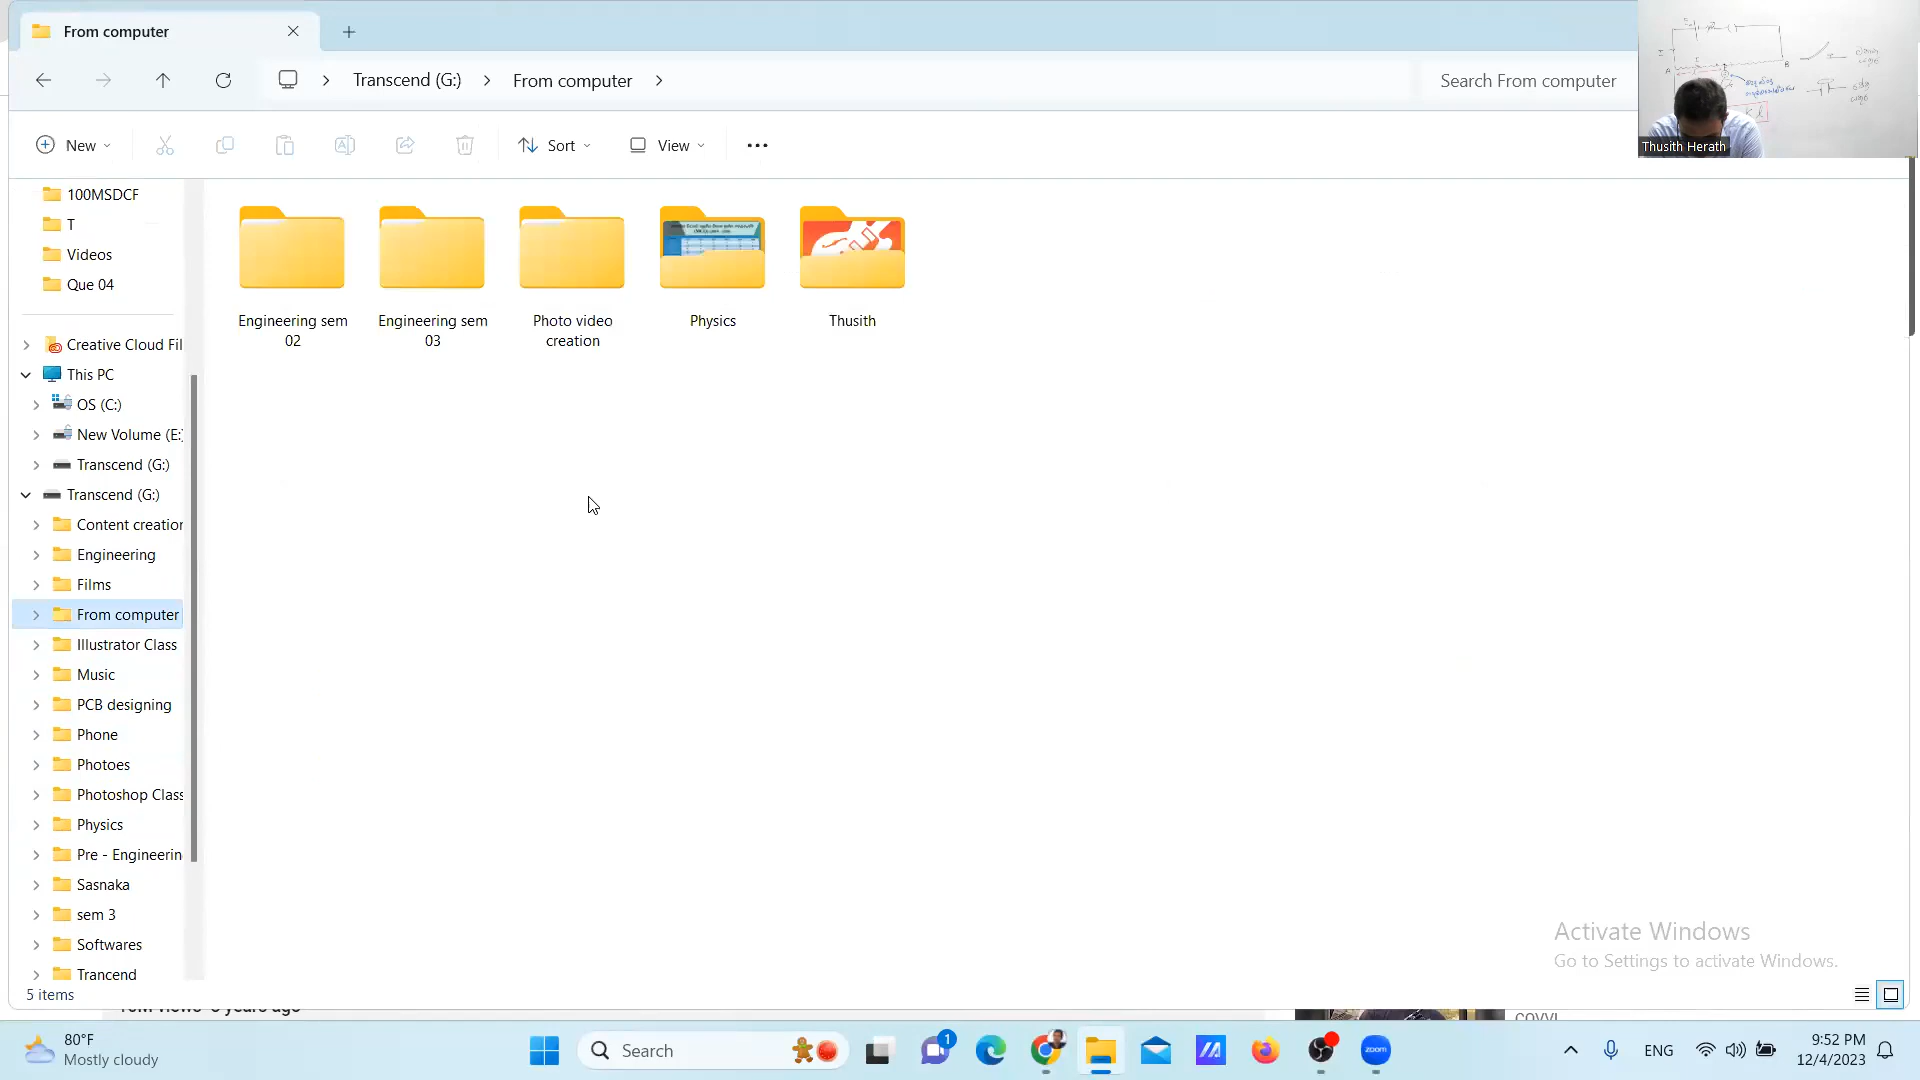 From computer
Transcend (G:)
From computer
Search From computer
New
Sort
View
100MSDCF
T
Videos
Que 04
Creative Cloud Fil
This PC
OS (C:)
New Volume (E:)
Transcend (G:)
Transcend (G:)
Content creation
Engineering
Films
From computer
Illustrator Class
Music
PCB designing
Phone
Photoes
Photoshop Class
Physics
Pre - Engineerin
Sasnaka
sem 3
Softwares
Trancend
Engineering sem
02
Engineering sem
03
Photo video
creation
Physics
Thusith
Thusith Herath
A
B
I
Activate Windows
Go to Settings to activate Windows.
5 items
80°F
Mostly cloudy
Search
1
zoom
ENG
9:52 PM
12/4/2023